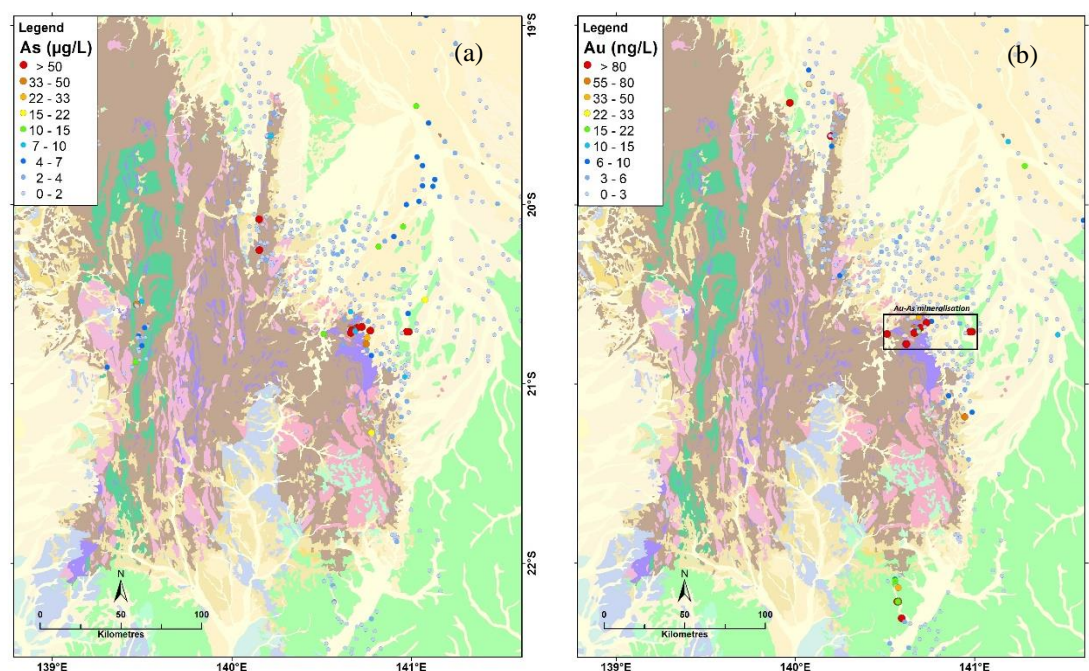 Legend
As (µg/L)
> 50
33 - 50
22 - 33
15 - 22
10 - 15
7 - 10
4 - 7
2 - 4
0 - 2
(a)
19°S
20°S
21°S
22°S
N
0 50 100
Kilometres
139°E 140°E 141°E
Legend
Au (ng/L)
> 80
55 - 80
33 - 50
22 - 33
15 - 22
10 - 15
6 - 10
3 - 6
0 - 3
(b)
Au-As mineralisation
N
0 50 100
Kilometres
140°E 141°E